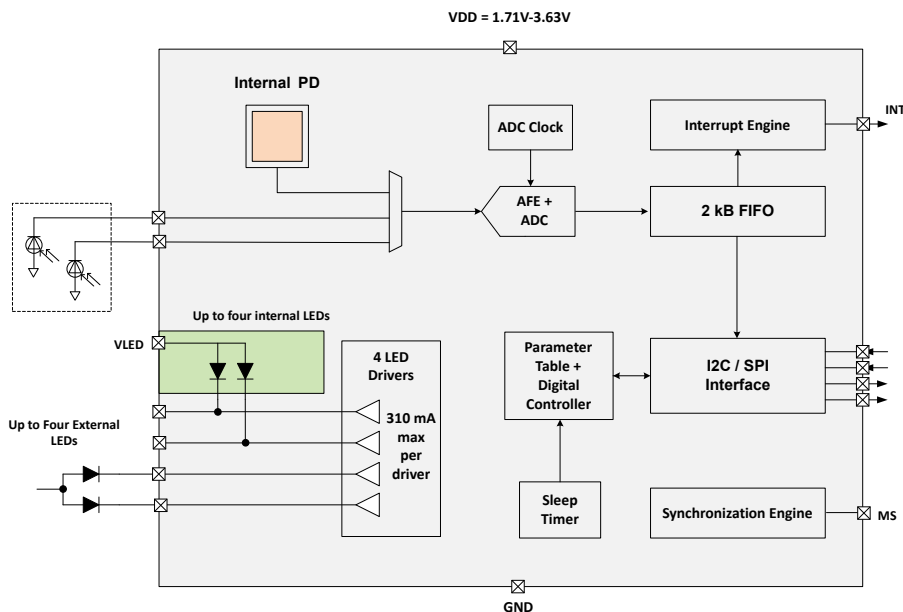 VDD = 1.71V-3.63V
Internal PD
ADC Clock
Interrupt Engine
INT
AFE +
ADC
2 kB FIFO
Up to four internal LEDs
VLED
4 LED
Drivers
310 mA
max
per
driver
Parameter
Table +
Digital
Controller
I2C / SPI
Interface
Up to Four External
LEDs
Sleep
Timer
Synchronization Engine
MS
GND